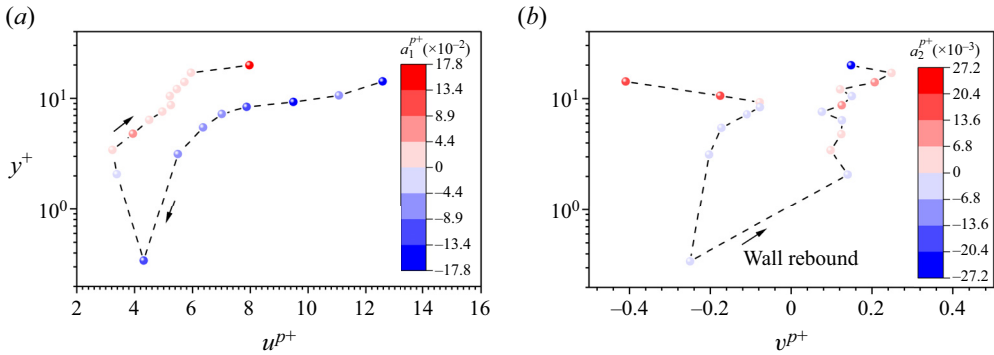 (a)
(b)
a₁ᵖ⁺(×10⁻²)
17.8
13.4
8.9
4.4
0
−4.4
−8.9
−13.4
−17.8
10¹
10⁰
y⁺
2 4 6 8 10 12 14 16
uᵖ⁺
a₂ᵖ⁺(×10⁻³)
27.2
20.4
13.6
6.8
0
−6.8
−13.6
−20.4
−27.2
10¹
10⁰
Wall rebound
−0.4 −0.2 0 0.2 0.4
vᵖ⁺